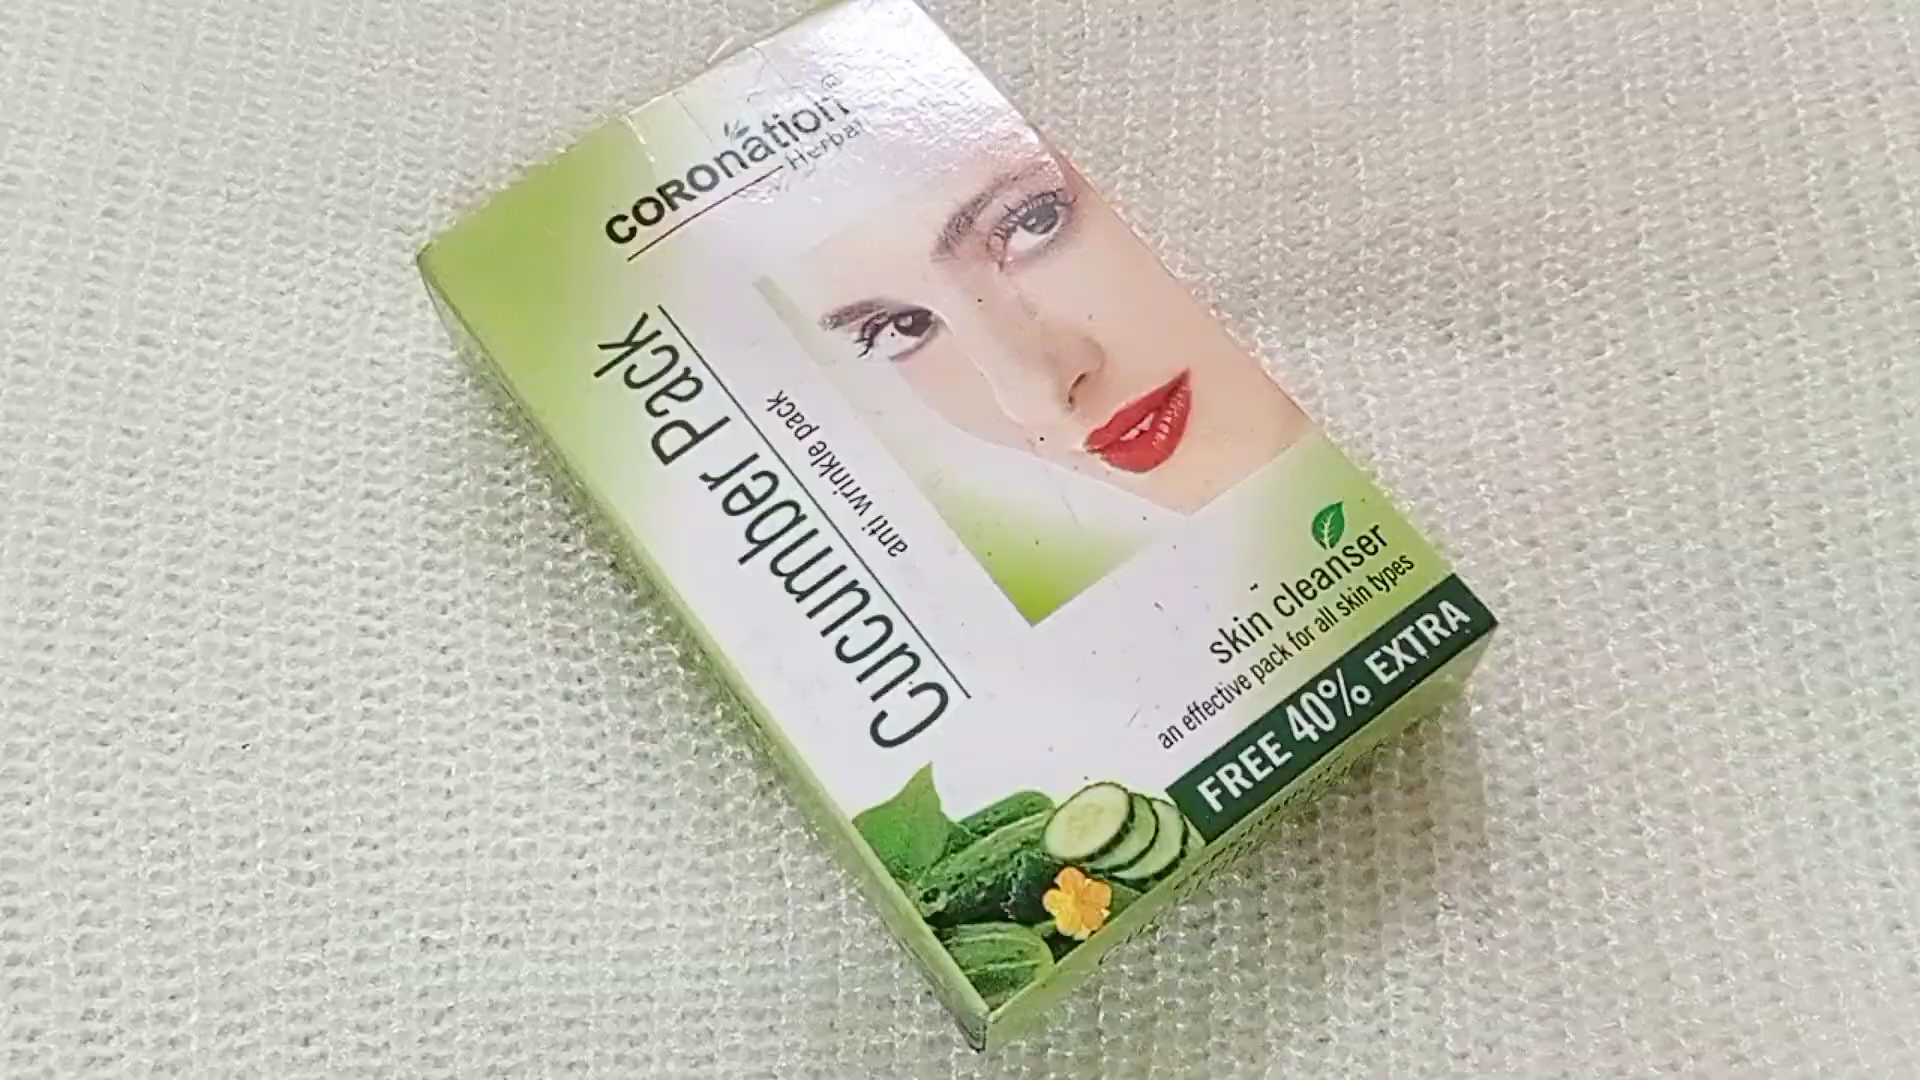 CORONation®
Herbal
Cucumber Pack
anti wrinkle pack
skin cleanser
an effective pack for all skin types
FREE 40% EXTRA